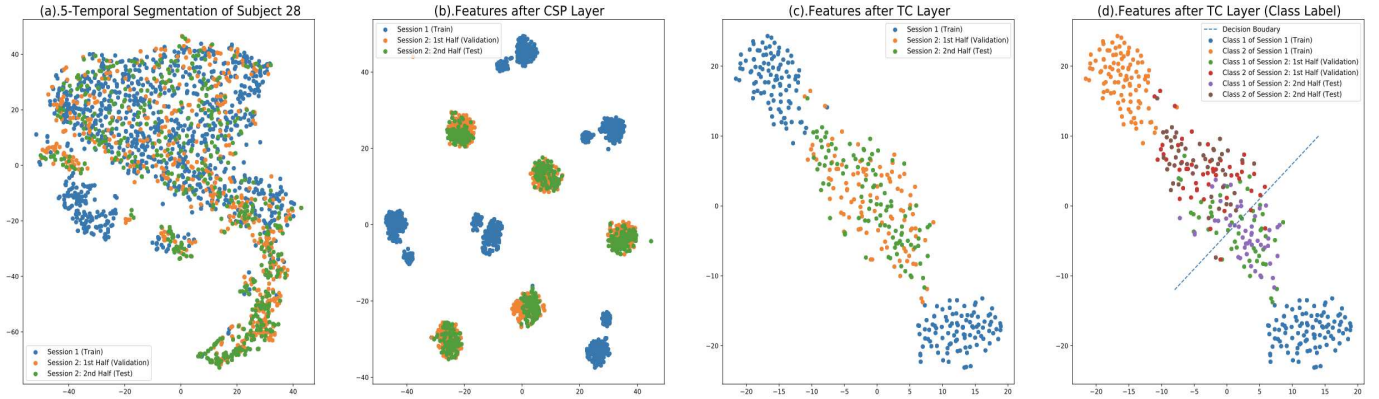 (a).5-Temporal Segmentation of Subject 28
40
20
0
−20
−40
−60
−40
−20
0
20
40
Session 1 (Train)
Session 2: 1st Half (Validation)
Session 2: 2nd Half (Test)
(b).Features after CSP Layer
Session 1 (Train)
Session 2: 1st Half (Validation)
Session 2: 2nd Half (Test)
40
20
0
−20
−40
−40
−20
0
20
40
(c).Features after TC Layer
Session 1 (Train)
Session 2: 1st Half (Validation)
Session 2: 2nd Half (Test)
20
10
0
−10
−20
−20
−15
−10
−5
0
5
10
15
20
(d).Features after TC Layer (Class Label)
Decision Boudary
Class 1 of Session 1 (Train)
Class 2 of Session 1 (Train)
Class 1 of Session 2: 1st Half (Validation)
Class 2 of Session 2: 1st Half (Validation)
Class 1 of Session 2: 2nd Half (Test)
Class 2 of Session 2: 2nd Half (Test)
20
10
0
−10
−20
−20
−15
−10
−5
0
5
10
15
20